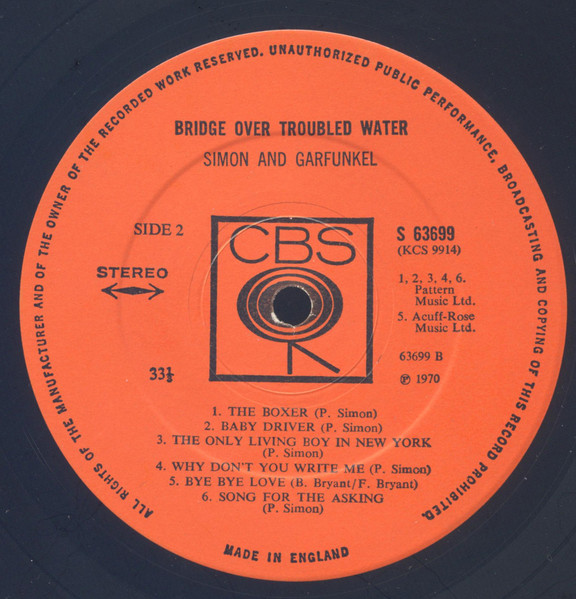 ALL RIGHTS OF THE MANUFACTURER AND OF THE OWNER OF THE RECORDED WORK RESERVED. UNAUTHORIZED PUBLIC PERFORMANCE, BROADCASTING AND COPYING OF THIS RECORD PROHIBITED.
BRIDGE OVER TROUBLED WATER
SIMON AND GARFUNKEL
SIDE 2
STEREO
33⅓
CBS
S 63699
(KCS 9914)
1, 2, 3, 4, 6.
Pattern
Music Ltd.
5. Acuff-Rose
Music Ltd.
63699 B
℗ 1970
1. THE BOXER (P. Simon)
2. BABY DRIVER (P. Simon)
3. THE ONLY LIVING BOY IN NEW YORK
(P. Simon)
4. WHY DON'T YOU WRITE ME (P. Simon)
5. BYE BYE LOVE (B. Bryant/F. Bryant)
6. SONG FOR THE ASKING
(P. Simon)
MADE IN ENGLAND